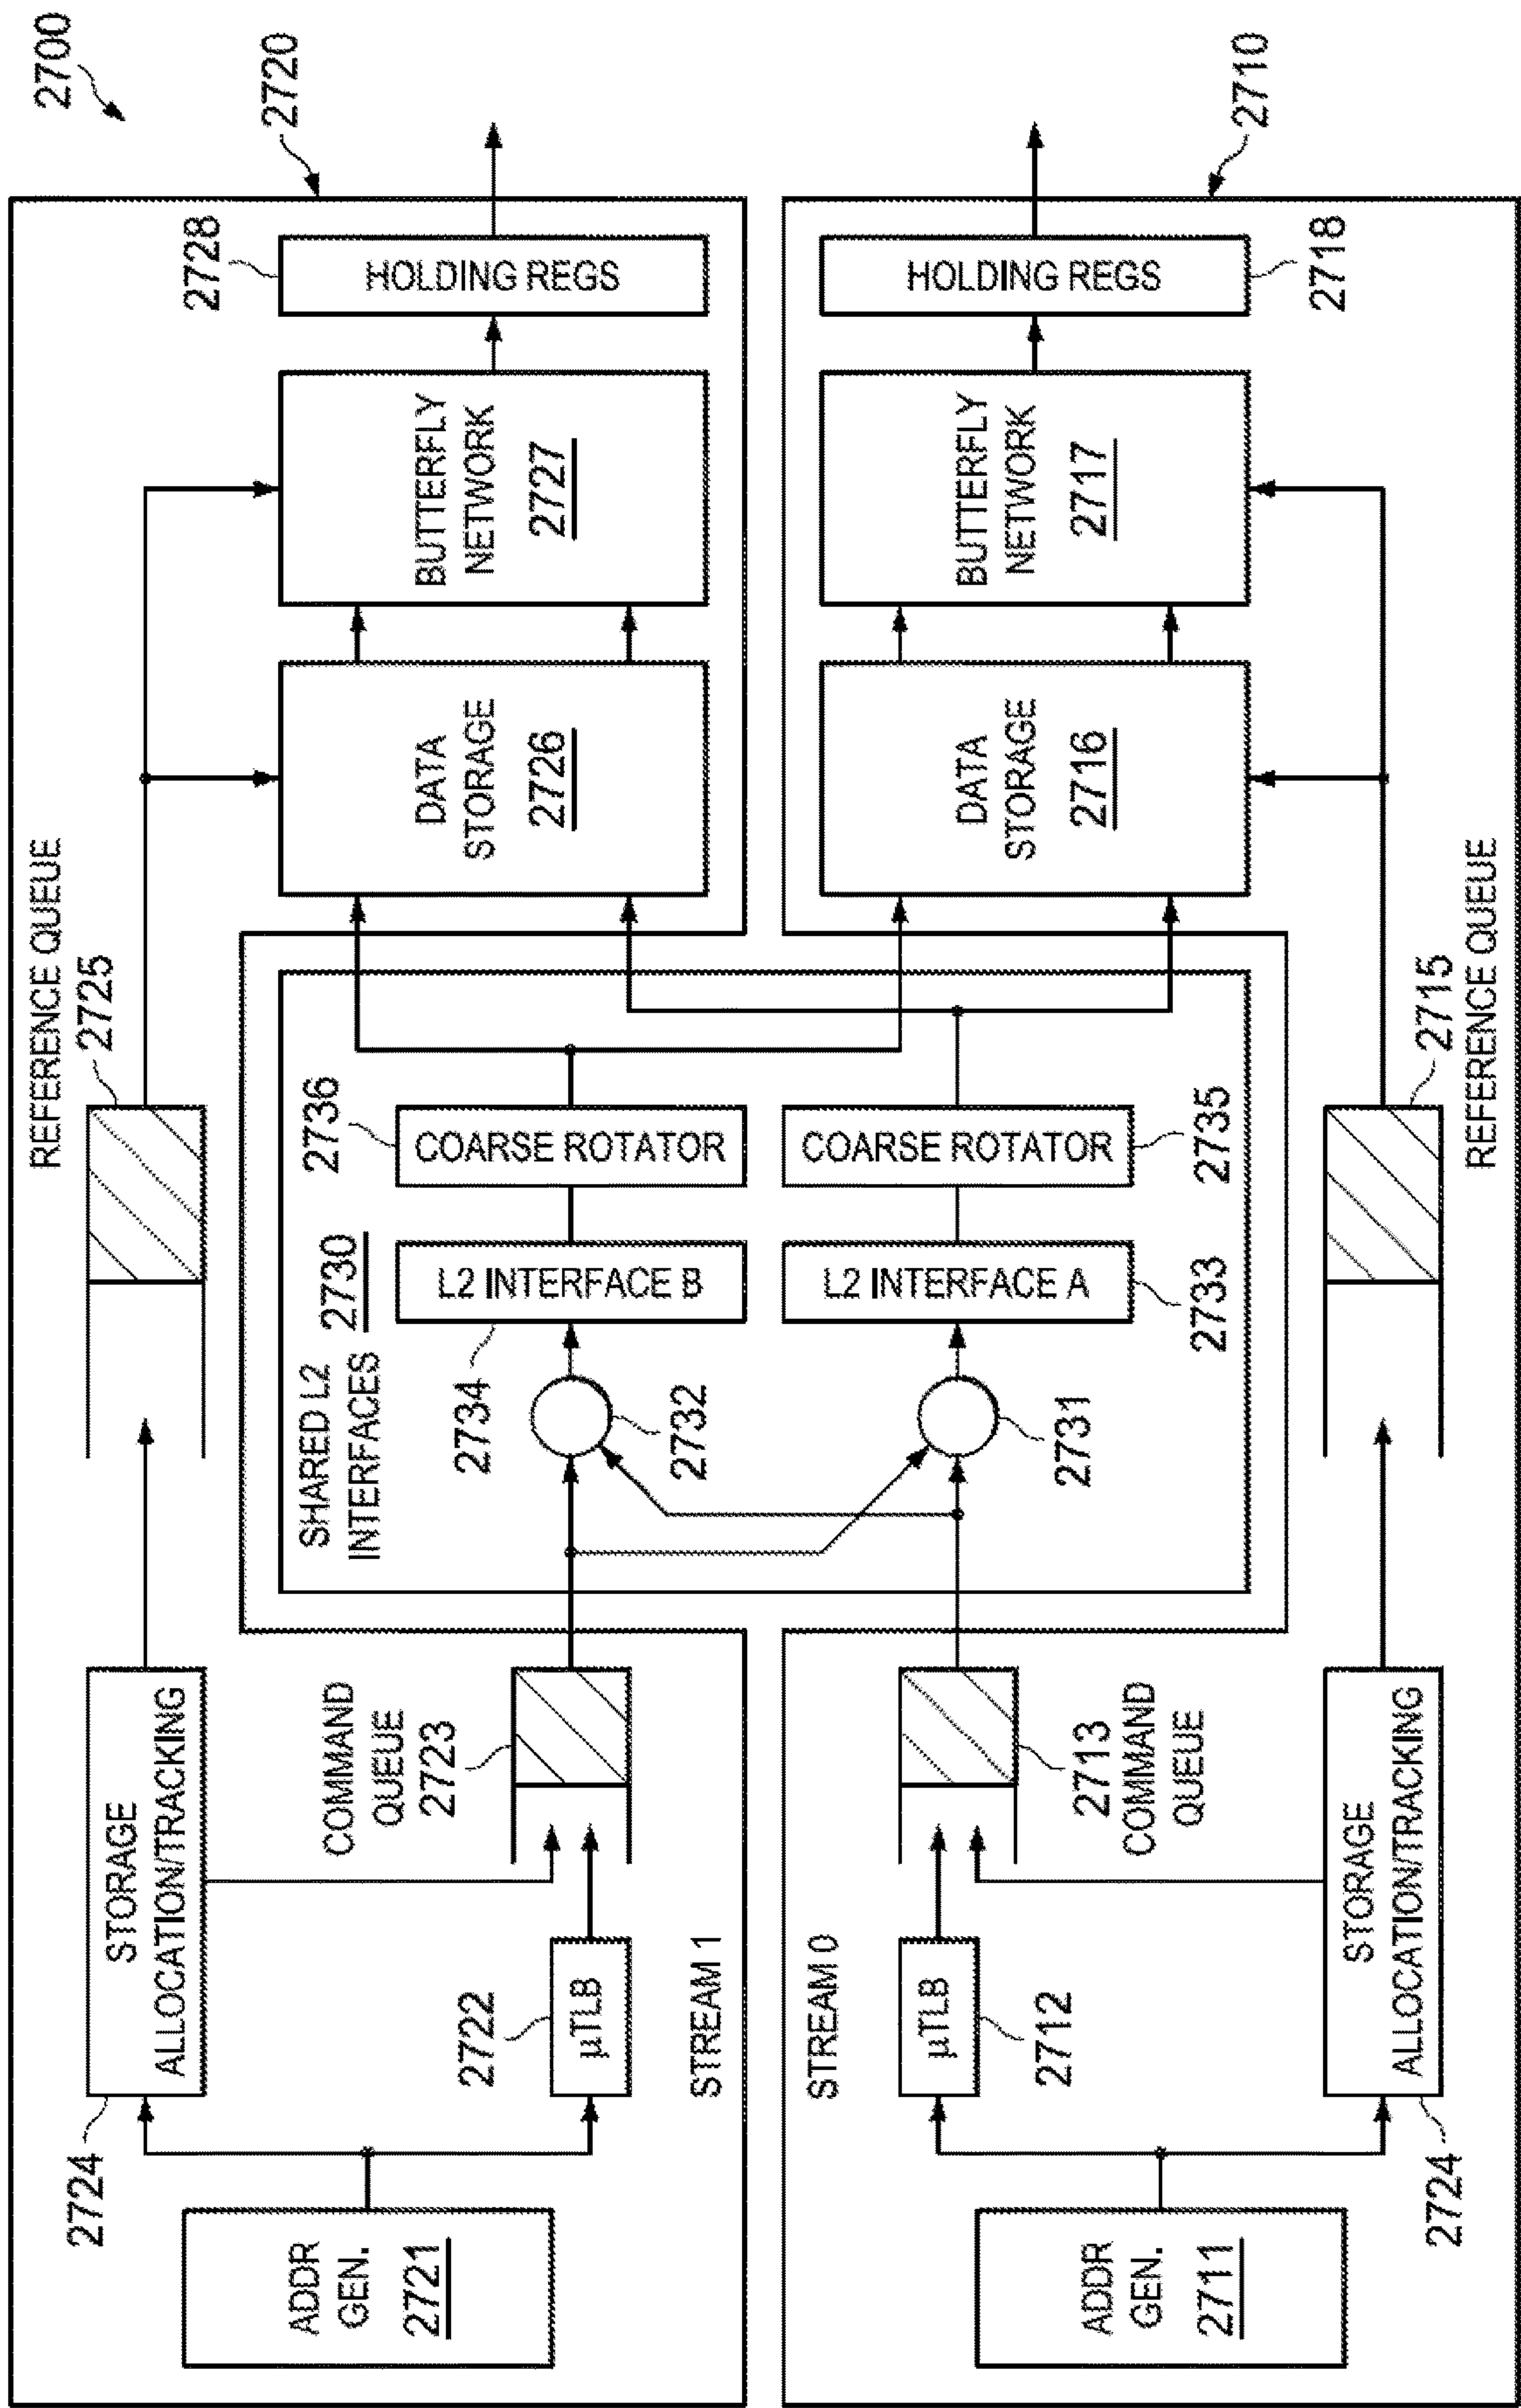 2700
2720
STREAM 1
ADDR
GEN.
2721
2724
STORAGE
ALLOCATION/TRACKING
2722
µTLB
COMMAND
QUEUE
2723
REFERENCE QUEUE
2725
DATA
STORAGE
2726
BUTTERFLY
NETWORK
2727
2728
HOLDING REGS
SHARED L2
INTERFACES
2730
2732
2734
L2 INTERFACE B
2736
COARSE ROTATOR
2731
L2 INTERFACE A
2733
COARSE ROTATOR
2735
2710
STREAM 0
ADDR
GEN.
2711
µTLB
2712
2713
COMMAND
QUEUE
STORAGE
ALLOCATION/TRACKING
2724
2715
REFERENCE QUEUE
DATA
STORAGE
2716
BUTTERFLY
NETWORK
2717
HOLDING REGS
2718